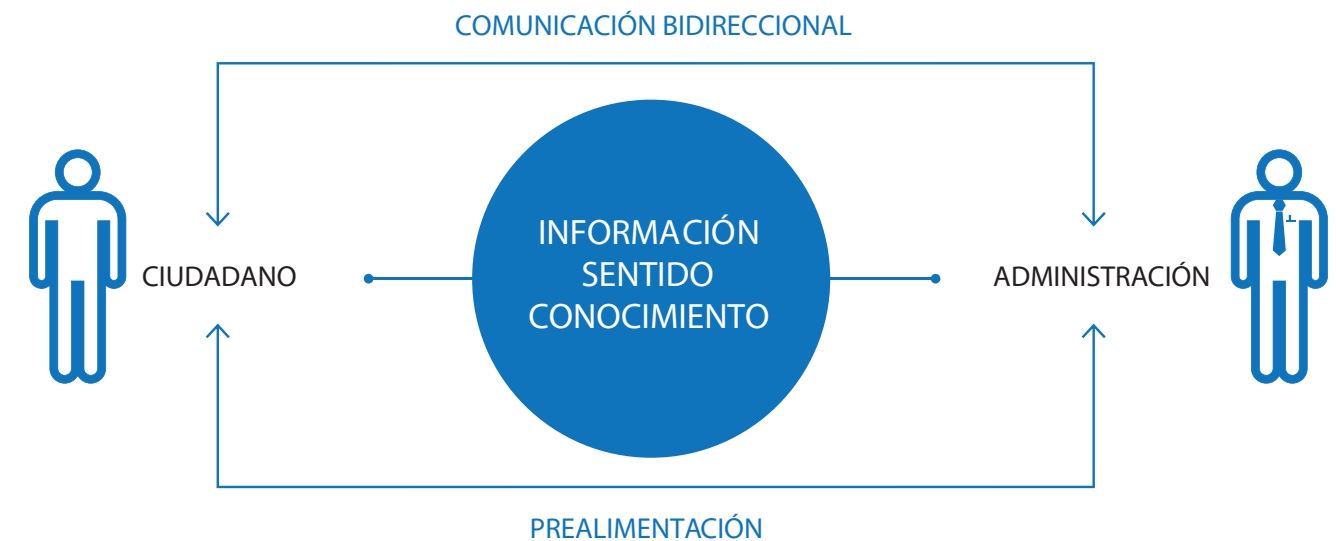 COMUNICACIÓN BIDIRECCIONAL
INFORMACIÓN
SENTIDO
CONOCIMIENTO
CIUDADANO
ADMINISTRACIÓN
PREALIMENTACIÓN